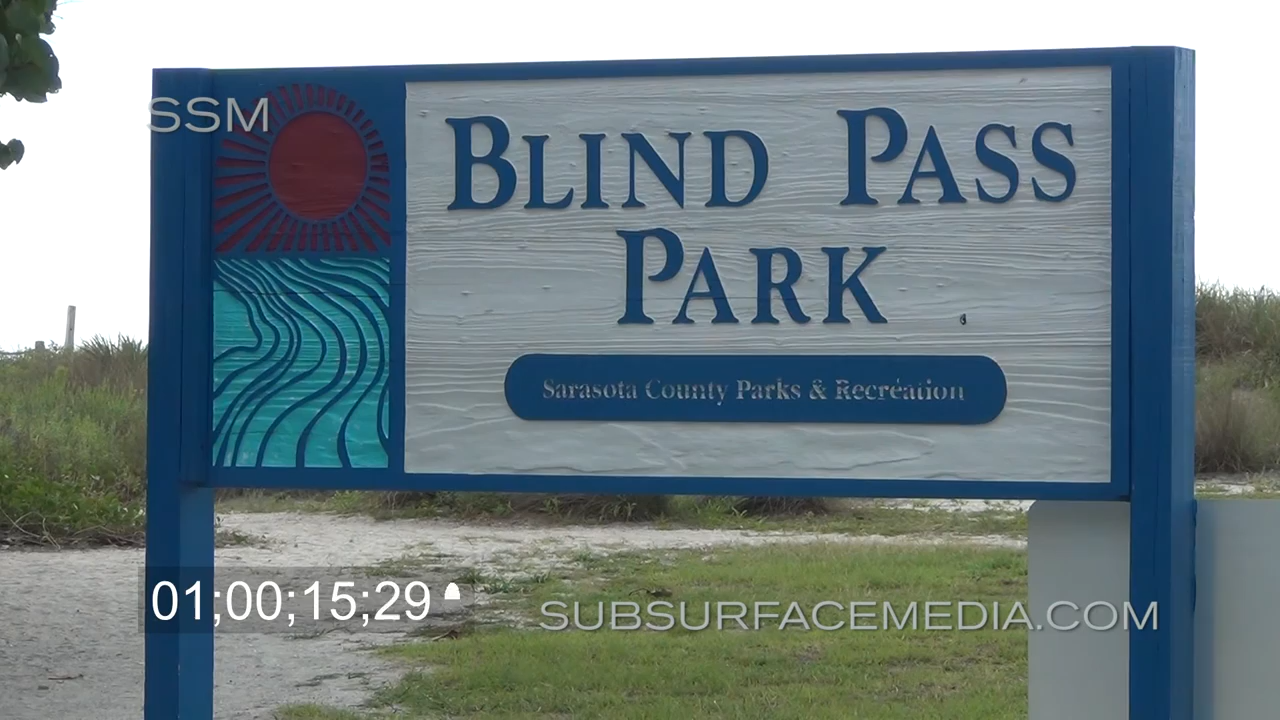 SSM
BLIND PASS
PARK
Sarasota County Parks & Recreation
01;00;15;29
SUBSURFACEMEDIA.COM